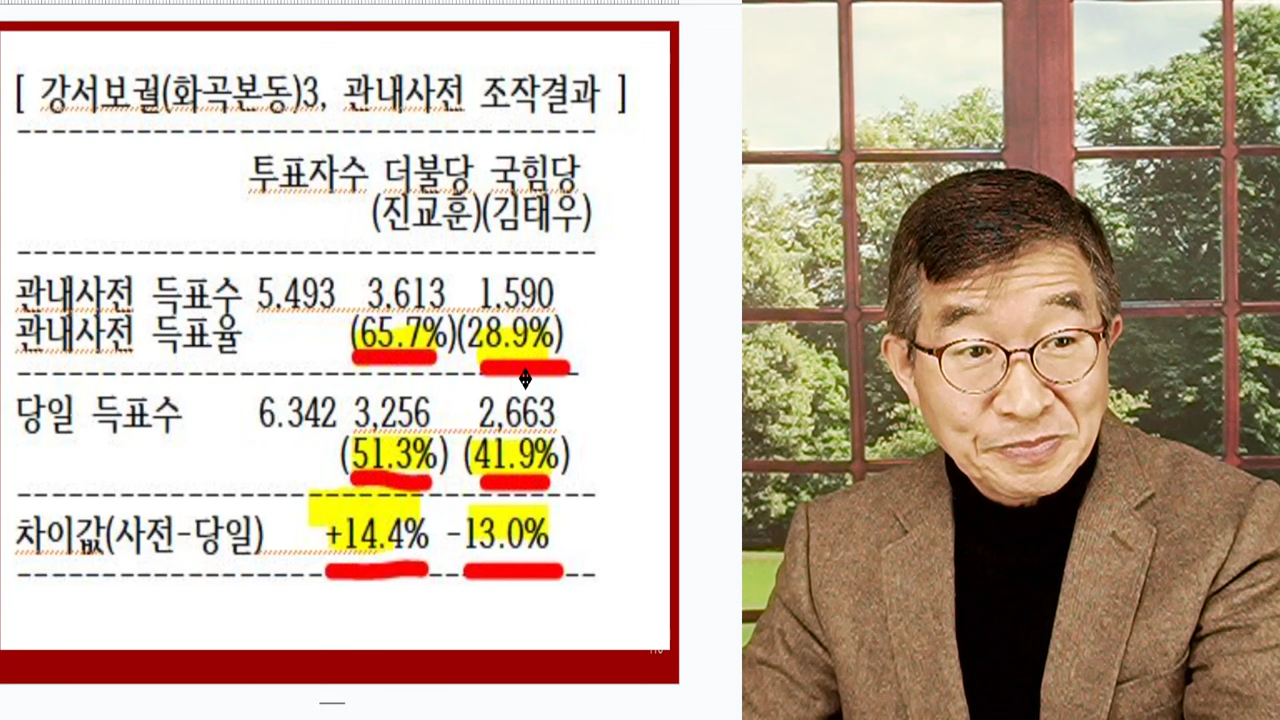 [ 강서보궐(화곡본동)3, 관내사전 조작결과 ]
투표자수 더불당 국힘당
(진교훈)(김태우)
관내사전 득표수 5.493 3.613 1.590
관내사전 득표율 (65.7%)(28.9%)
당일 득표수 6.342 3,256 2,663
(51.3%) (41.9%)
차이값(사전-당일) +14.4% -13.0%